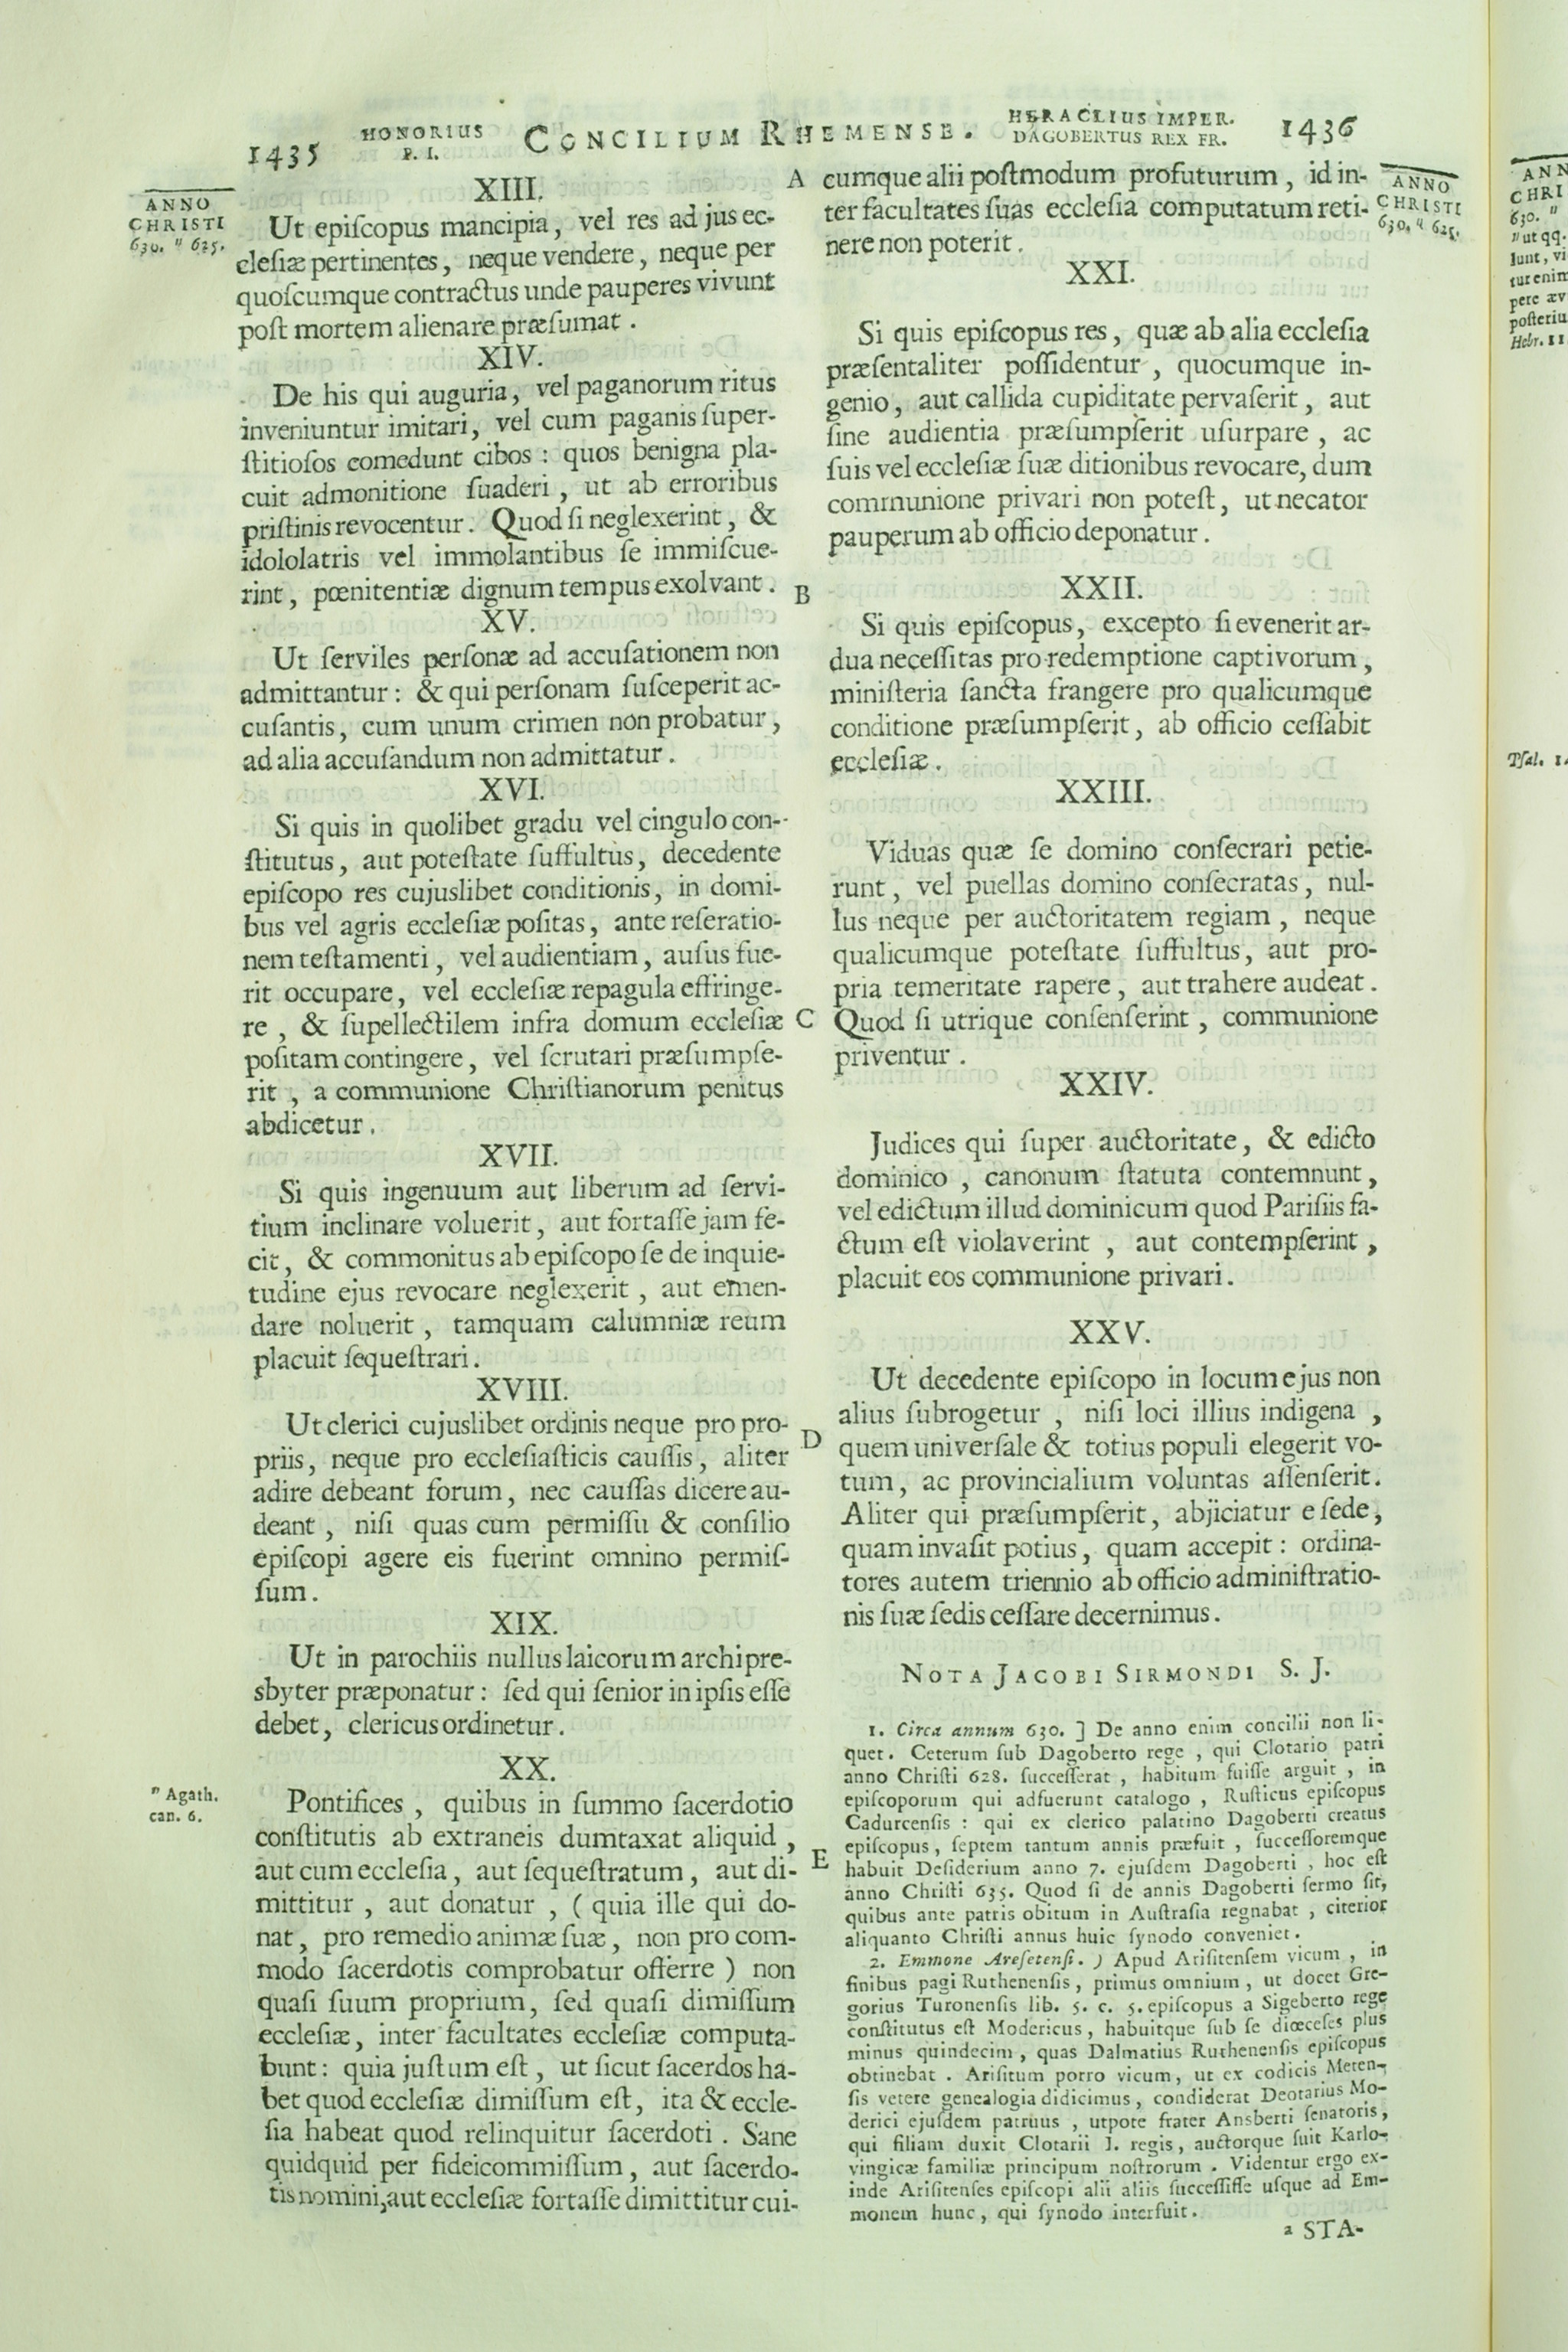 1435 HONORIUS P. I. CONCILIUM RHEMENSE. HERACLIUS IMPER. DAGOBERTUS REX FR. 1436
ANNO
CHRISTI
630. " 625.
XIII.
Ut epiſcopus mancipia, vel res ad jus ec-
cleſiæ pertinentes, neque vendere, neque per
quoſcumque contractus unde pauperes vivunt
poſt mortem alienare præſumat.
XIV.
De his qui auguria, vel paganorum ritus
inveniuntur imitari, vel cum paganis ſuper-
ſtitioſos comedunt cibos: quos benigna pla-
cuit admonitione ſuaderi, ut ab erroribus
priſtinis revocentur. Quod ſi neglexerint, &
idololatris vel immolantibus ſe immiſcue-
rint, pœnitentiæ dignum tempus exolvant.
XV.
Ut ſerviles perſonæ ad accuſationem non
admittantur: & qui perſonam ſuſceperit ac-
cuſantis, cum unum crimen non probatur,
ad alia accuſandum non admittatur.
XVI.
Si quis in quolibet gradu vel cingulo con-
ſtitutus, aut poteſtate ſuffultus, decedente
epiſcopo res cujuslibet conditionis, in domi-
bus vel agris eccleſiæ poſitas, ante reſeratio-
nem teſtamenti, vel audientiam, auſus fue-
rit occupare, vel eccleſiæ repagula effringe-
re, & ſupellectilem infra domum eccleſiæ
poſitam contingere, vel ſcrutari præſumpſe-
rit, a communione Chriſtianorum penitus
abdicetur.
XVII.
Si quis ingenuum aut liberum ad ſervi-
tium inclinare voluerit, aut fortaſſe jam fe-
cit, & commonitus ab epiſcopo ſe de inquie-
tudine ejus revocare neglexerit, aut emen-
dare noluerit, tamquam calumniæ reum
placuit ſequeſtrari.
XVIII.
Ut clerici cujuslibet ordinis neque pro pro-
priis, neque pro eccleſiaſticis cauſſis, aliter
adire debeant forum, nec cauſſas dicere au-
deant, niſi quas cum permiſſu & conſilio
epiſcopi agere eis fuerint omnino permiſ-
ſum.
XIX.
Ut in parochiis nullus laicorum archipre-
sbyter præponatur: ſed qui ſenior in ipſis eſſe
debet, clericus ordinetur.
XX.
" Agath.
can. 6.
Pontifices, quibus in ſummo ſacerdotio
conſtitutis ab extraneis dumtaxat aliquid,
aut cum eccleſia, aut ſequeſtratum, aut di-
mittitur, aut donatur, (quia ille qui do-
nat, pro remedio animæ ſuæ, non pro com-
modo ſacerdotis comprobatur offerre) non
quaſi ſuum proprium, ſed quaſi dimiſſum
eccleſiæ, inter facultates eccleſiæ computa-
bunt: quia juſtum eſt, ut ſicut ſacerdos ha-
bet quod eccleſiæ dimiſſum eſt, ita & eccle-
ſia habeat quod relinquitur ſacerdoti. Sane
quidquid per fideicommiſſum, aut ſacerdo-
tis nomini, aut eccleſiæ fortaſſe dimittitur cui-
A
B
C
D
E
cumque alii poſtmodum profuturum, id in-
ter facultates ſuas eccleſia computatum reti-
nere non poterit.
ANNO
CHRISTI
630. " 625.
XXI.
Si quis epiſcopus res, quæ ab alia eccleſia
præſentaliter poſſidentur, quocumque in-
genio, aut callida cupiditate pervaſerit, aut
ſine audientia præſumpſerit uſurpare, ac
ſuis vel eccleſiæ ſuæ ditionibus revocare, dum
communione privari non poteſt, ut necator
pauperum ab officio deponatur.
XXII.
Si quis epiſcopus, excepto ſi evenerit ar-
dua neceſſitas pro redemptione captivorum,
miniſteria ſancta frangere pro qualicumque
conditione præſumpſerit, ab officio ceſſabit
eccleſiæ.
XXIII.
Viduas quæ ſe domino conſecrari petie-
runt, vel puellas domino conſecratas, nul-
lus neque per auctoritatem regiam, neque
qualicumque poteſtate ſuffultus, aut pro-
pria temeritate rapere, aut trahere audeat.
Quod ſi utrique conſenſerint, communione
priventur.
XXIV.
Judices qui ſuper auctoritate, & edicto
dominico, canonum ſtatuta contemnunt,
vel edictum illud dominicum quod Pariſiis fa-
ctum eſt violaverint, aut contempſerint,
placuit eos communione privari.
XXV.
Ut decedente epiſcopo in locum ejus non
alius ſubrogetur, niſi loci illius indigena,
quem univerſale & totius populi elegerit vo-
tum, ac provincialium voluntas aſſenſerit.
Aliter qui præſumpſerit, abjiciatur e ſede,
quam invaſit potius, quam accepit: ordina-
tores autem triennio ab officio adminiſtratio-
nis ſuæ ſedis ceſſare decernimus.
NOTA JACOBI SIRMONDI S. J.
1. Circa annum 630. ] De anno enim concilii non li-
quet. Ceterum ſub Dagoberto rege, qui Clotario patri
anno Chriſti 628. ſucceſſerat, habitum fuiſſe arguit, in
epiſcoporum qui adfuerunt catalogo, Ruſticus epiſcopus
Cadurcenſis: qui ex clerico palatino Dagoberti creatus
epiſcopus, ſeptem tantum annis præfuit, ſucceſſoremque
habuit Deſiderium anno 7. ejuſdem Dagoberti, hoc eſt
anno Chriſti 635. Quod ſi de annis Dagoberti ſermo ſit,
quibus ante patris obitum in Auſtraſia regnabat, citerior
aliquanto Chriſti annus huic ſynodo conveniet.
2. Emmone Areſetenſi. ) Apud Ariſitenſem vicum, in
finibus pagi Ruthenenſis, primus omnium, ut docet Gre-
gorius Turonenſis lib. 5. c. 5. epiſcopus a Sigeberto rege
conſtitutus eſt Modericus, habuitque ſub ſe diœceſes plus
minus quindecim, quas Dalmatius Ruthenenſis epiſcopus
obtinebat. Ariſitum porro vicum, ut ex codicis Meten-
ſis vetere genealogia didicimus, condiderat Deotarius Mo-
derici ejuſdem patruus, utpote frater Ansberti ſenatoris,
qui filiam duxit Clotarii I. regis, auctorque fuit Karlo-
vingicæ familiæ principum noſtrorum. Videntur ergo ex-
inde Ariſitenſes epiſcopi alii aliis ſucceſſiſſe uſque ad Em-
monem hunc, qui ſynodo interfuit.
a STA-
ANN
CHRI
630. "
" ut qq.
lunt, vi
tur enim
pere æv
poſteriu
Hebr. 11
Pſal.